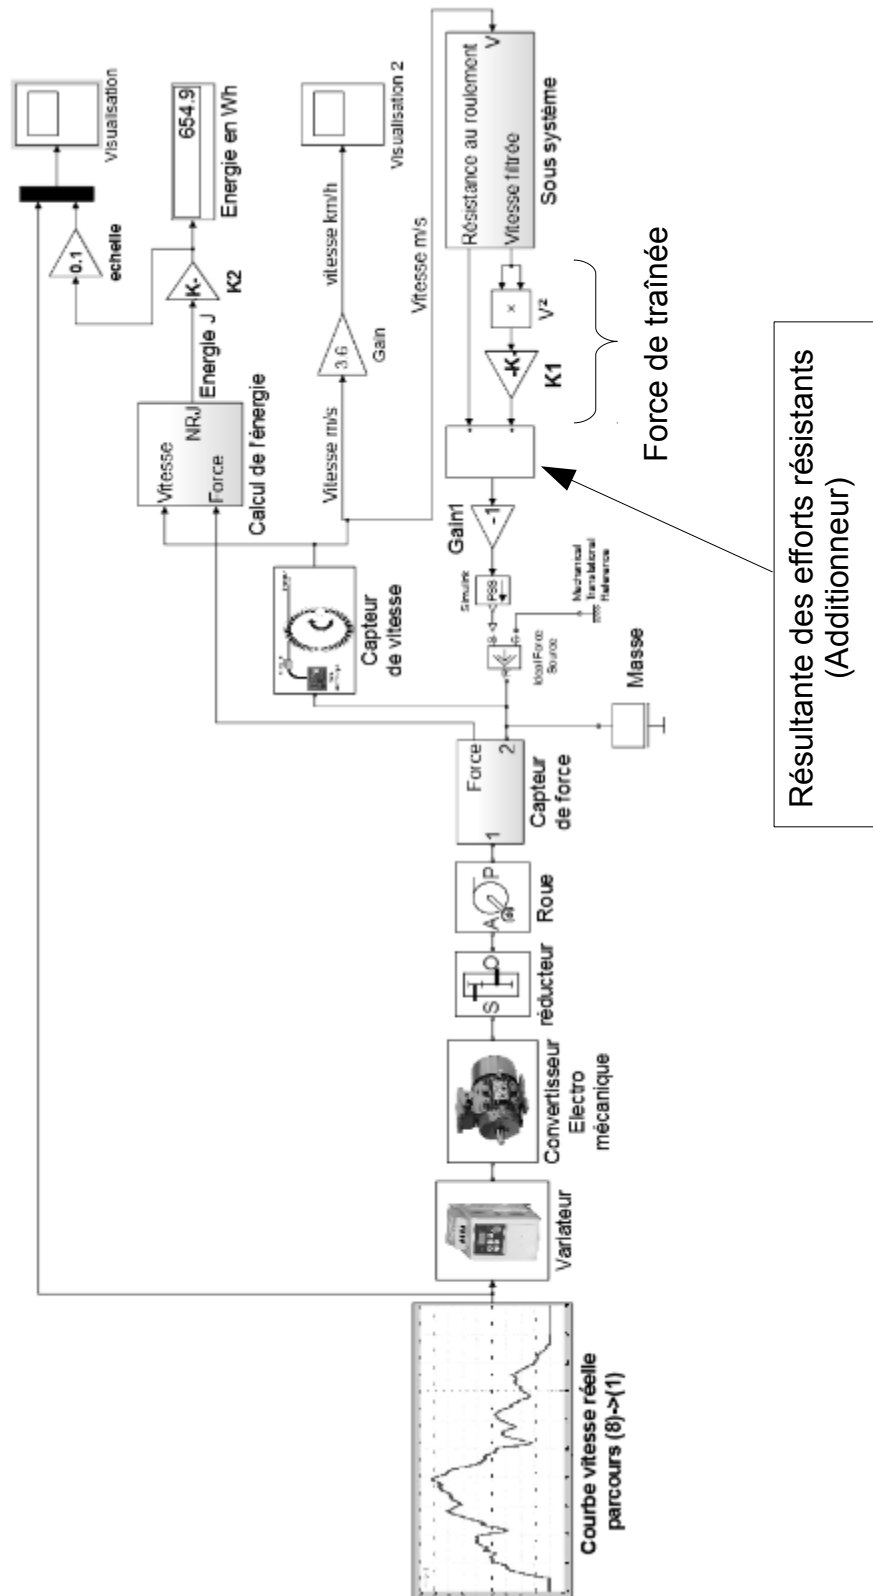 Visualisation
0.1
echelle
654.9
Energie en Wh
K-
K2
Energie J
Vitesse
NRJ
Force
Calcul de l'énergie
Visualisation 2
vitesse km/h
3.6
Gain
Vitesse m/s
Vitesse m/s
Capteur
de vitesse
V
Résistance au roulement
Vitesse filtrée
Sous système
×
V²
-K-
K1
Force de traînée
Résultante des efforts résistants
(Additionneur)
-1
Gain1
Simulink
Ideal Force
Source
Mechanical
Translational
Reference
Masse
Force
1
2
Capteur
de force
A
P
Roue
S
O
réducteur
Convertisseur
Electro
mécanique
Variateur
Courbe vitesse réelle
parcours (8)->(1)